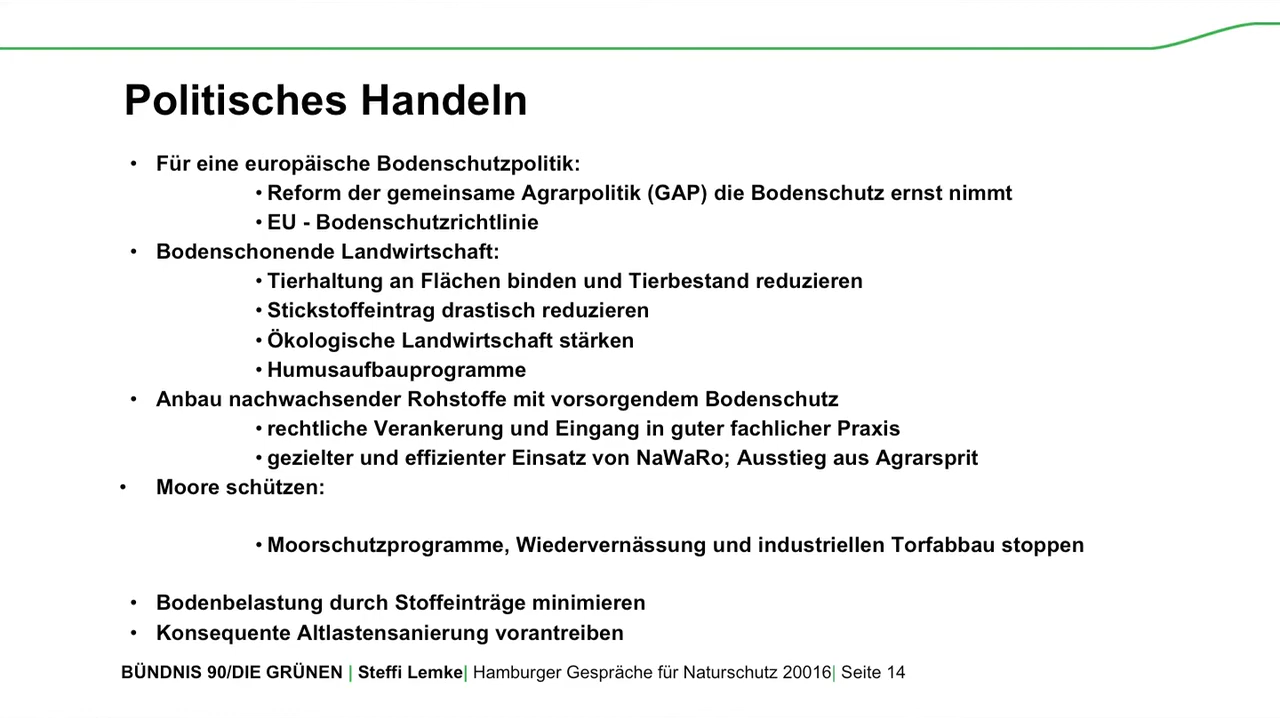 Politisches Handeln
• Für eine europäische Bodenschutzpolitik:
• Reform der gemeinsame Agrarpolitik (GAP) die Bodenschutz ernst nimmt
• EU - Bodenschutzrichtlinie
• Bodenschonende Landwirtschaft:
• Tierhaltung an Flächen binden und Tierbestand reduzieren
• Stickstoffeintrag drastisch reduzieren
• Ökologische Landwirtschaft stärken
• Humusaufbauprogramme
• Anbau nachwachsender Rohstoffe mit vorsorgendem Bodenschutz
• rechtliche Verankerung und Eingang in guter fachlicher Praxis
• gezielter und effizienter Einsatz von NaWaRo; Ausstieg aus Agrarsprit
• Moore schützen:
• Moorschutzprogramme, Wiedervernässung und industriellen Torfabbau stoppen
• Bodenbelastung durch Stoffeinträge minimieren
• Konsequente Altlastensanierung vorantreiben
BÜNDNIS 90/DIE GRÜNEN | Steffi Lemke| Hamburger Gespräche für Naturschutz 20016| Seite 14